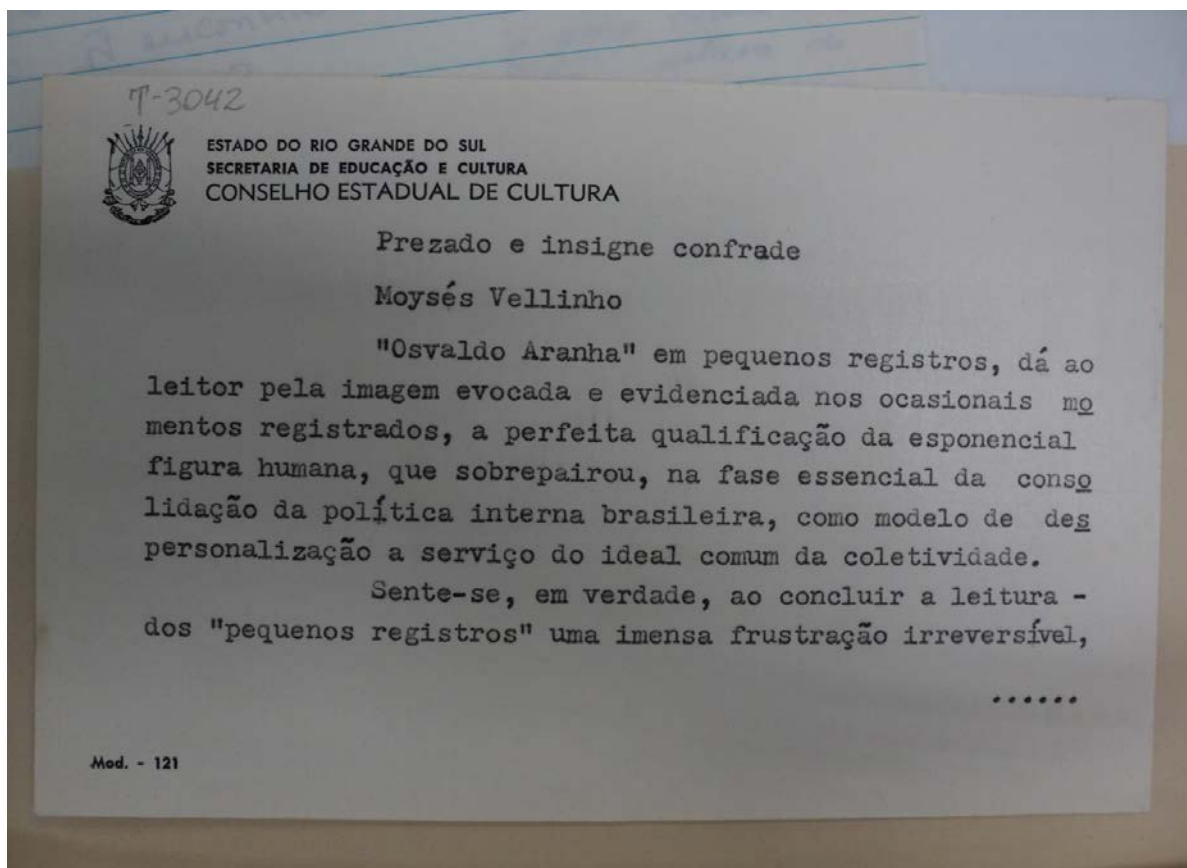 T-3042
ESTADO DO RIO GRANDE DO SUL
SECRETARIA DE EDUCAÇÃO E CULTURA
CONSELHO ESTADUAL DE CULTURA
Prezado e insigne confrade
Moysés Vellinho
"Osvaldo Aranha" em pequenos registros, dá ao
leitor pela imagem evocada e evidenciada nos ocasionais mo
mentos registrados, a perfeita qualificação da esponencial
figura humana, que sobrepairou, na fase essencial da conso
lidação da política interna brasileira, como modelo de des
personalização a serviço do ideal comum da coletividade.
Sente-se, em verdade, ao concluir a leitura -
dos "pequenos registros" uma imensa frustração irreversível,
......
Mod. - 121